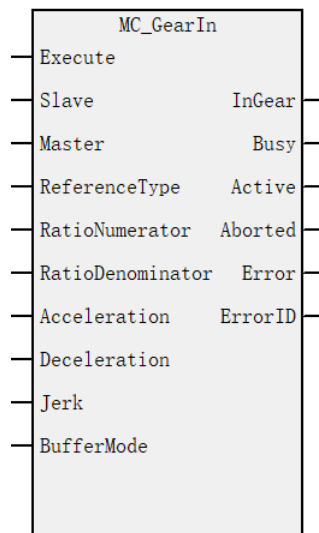 MC_GearIn
Execute
Slave InGear
Master Busy
ReferenceType Active
RatioNumerator Aborted
RatioDenominator Error
Acceleration ErrorID
Deceleration
Jerk
BufferMode